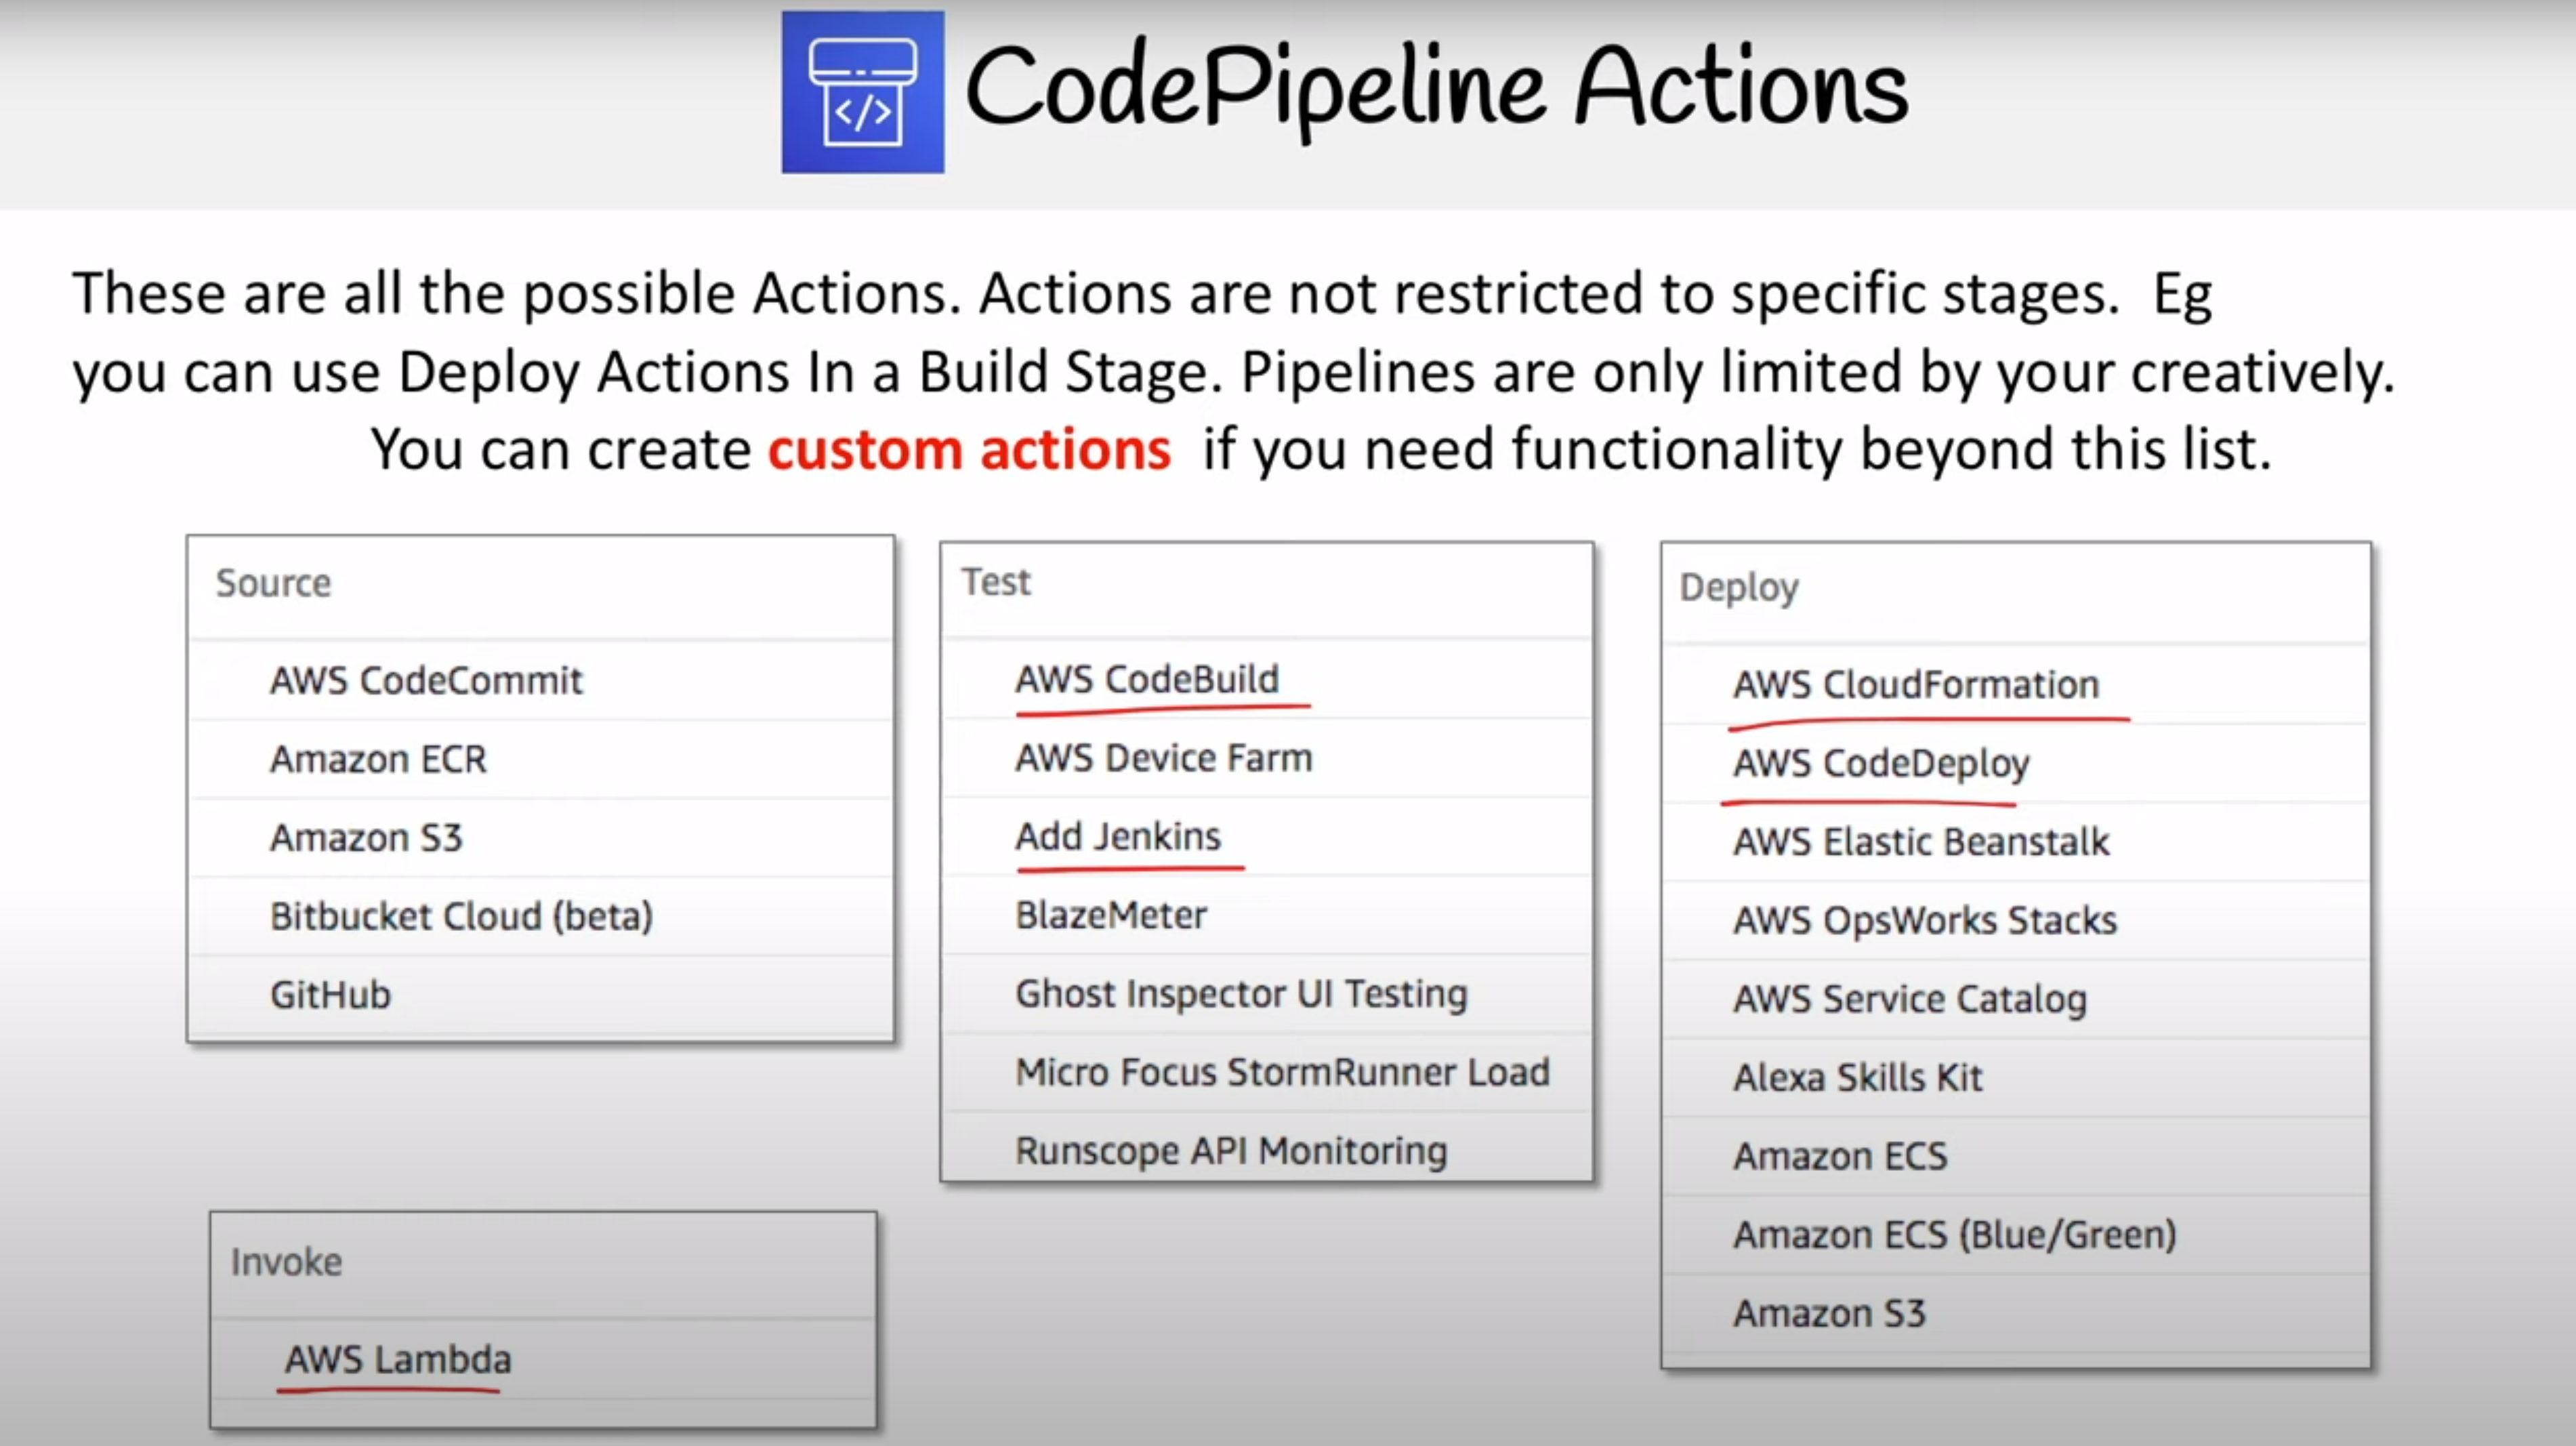 CodePipeline Actions
These are all the possible Actions. Actions are not restricted to specific stages.  Eg
you can use Deploy Actions In a Build Stage. Pipelines are only limited by your creatively.
You can create custom actions  if you need functionality beyond this list.
Source
AWS CodeCommit
Amazon ECR
Amazon S3
Bitbucket Cloud (beta)
GitHub
Test
AWS CodeBuild
AWS Device Farm
Add Jenkins
BlazeMeter
Ghost Inspector UI Testing
Micro Focus StormRunner Load
Runscope API Monitoring
Deploy
AWS CloudFormation
AWS CodeDeploy
AWS Elastic Beanstalk
AWS OpsWorks Stacks
AWS Service Catalog
Alexa Skills Kit
Amazon ECS
Amazon ECS (Blue/Green)
Amazon S3
Invoke
AWS Lambda